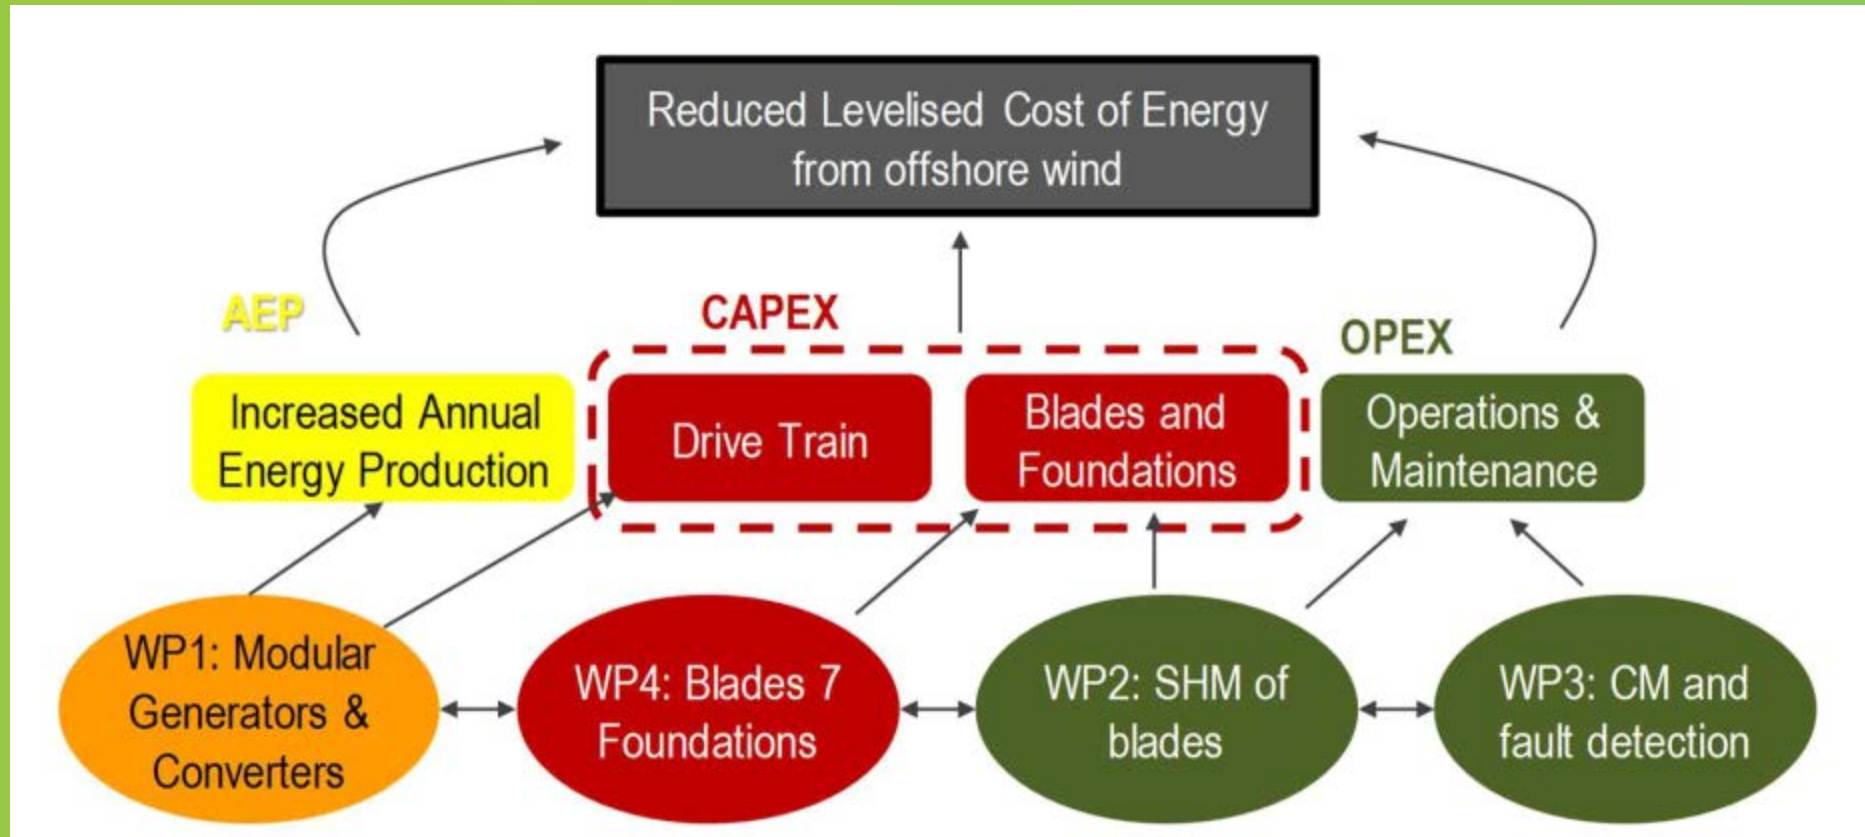 Reduced Levelised Cost of Energy
from offshore wind
AEP
CAPEX
OPEX
Increased Annual
Energy Production
Drive Train
Blades and
Foundations
Operations &
Maintenance
WP1: Modular
Generators &
Converters
WP4: Blades 7
Foundations
WP2: SHM of
blades
WP3: CM and
fault detection